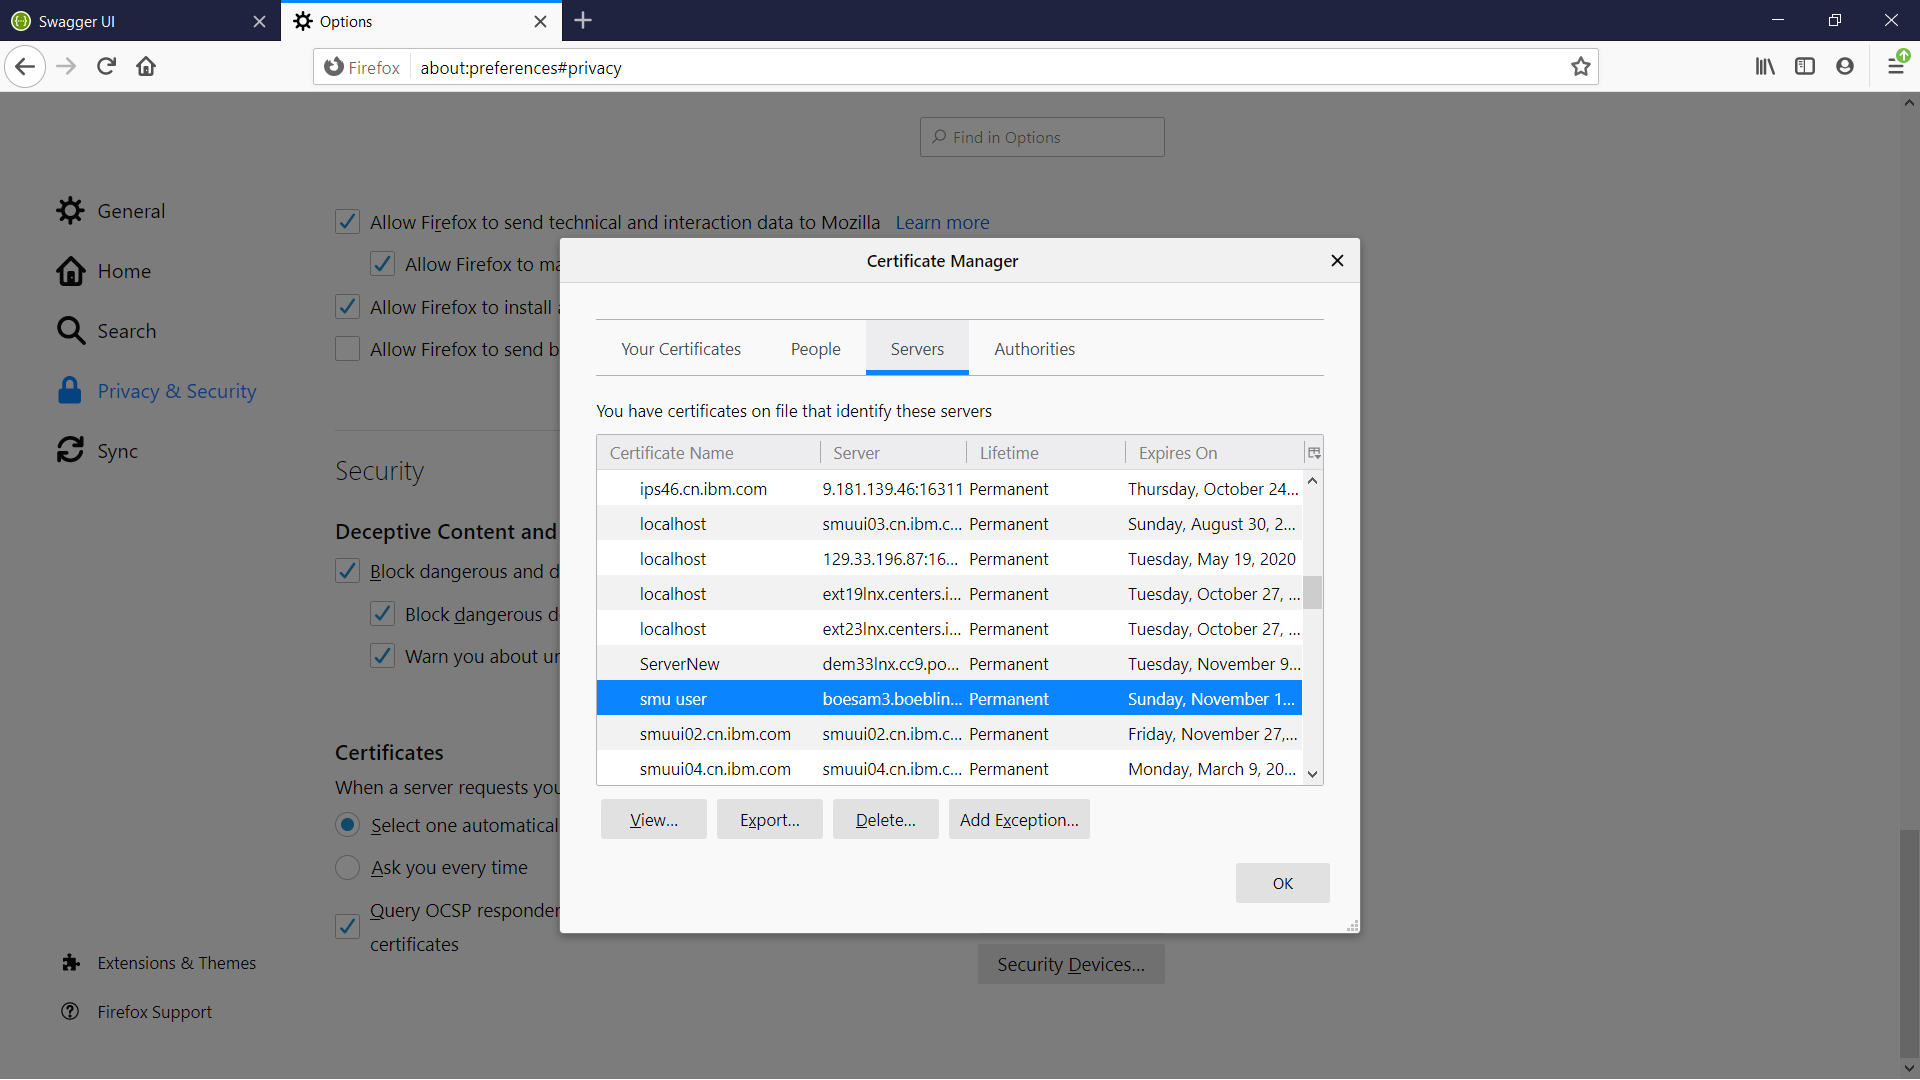 Swagger UI
Options
Firefox
about:preferences#privacy
Find in Options
General
Home
Search
Privacy & Security
Sync
Extensions & Themes
Firefox Support
Allow Firefox to send technical and interaction data to Mozilla Learn more
Allow Firefox to ma
Allow Firefox to install
Allow Firefox to send b
Security
Deceptive Content and
Block dangerous and d
Block dangerous d
Warn you about un
Certificates
When a server requests you
Select one automatical
Ask you every time
Query OCSP responder
certificates
Security Devices...
Certificate Manager
Your Certificates People Servers Authorities
You have certificates on file that identify these servers
Certificate Name Server Lifetime Expires On
ips46.cn.ibm.com 9.181.139.46:16311 Permanent Thursday, October 24...
localhost smuui03.cn.ibm.c... Permanent Sunday, August 30, 2...
localhost 129.33.196.87:16... Permanent Tuesday, May 19, 2020
localhost ext19lnx.centers.i... Permanent Tuesday, October 27, ...
localhost ext23lnx.centers.i... Permanent Tuesday, October 27, ...
ServerNew dem33lnx.cc9.po... Permanent Tuesday, November 9...
smu user boesam3.boeblin... Permanent Sunday, November 1...
smuui02.cn.ibm.com smuui02.cn.ibm.c... Permanent Friday, November 27,...
smuui04.cn.ibm.com smuui04.cn.ibm.c... Permanent Monday, March 9, 20...
View... Export... Delete... Add Exception...
OK